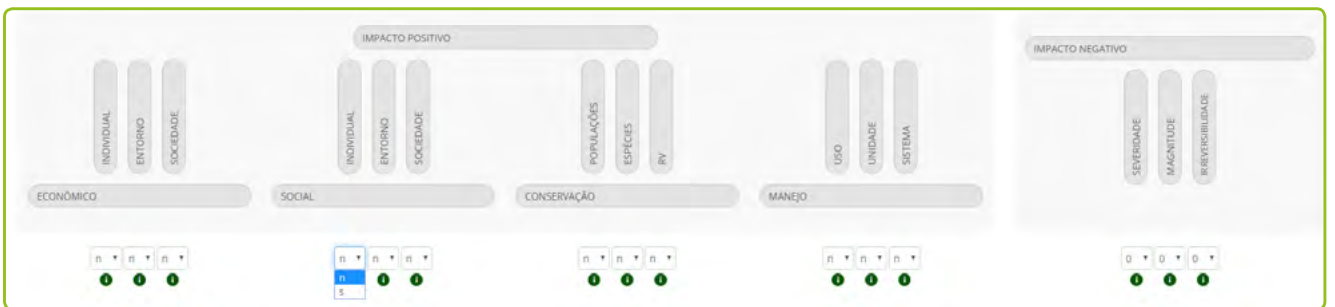 IMPACTO POSITIVO
INDIVIDUAL
ENTORNO
SOCIEDADE
ECONÔMICO
INDIVIDUAL
ENTORNO
SOCIEDADE
SOCIAL
POPULAÇÕES
ESPÉCIES
RV
CONSERVAÇÃO
USO
UNIDADE
SISTEMA
MANEJO
IMPACTO NEGATIVO
SEVERIDADE
MAGNITUDE
IRREVERSIBILIDADE
n n n n n n n n n n n n 0 0 0
n
s